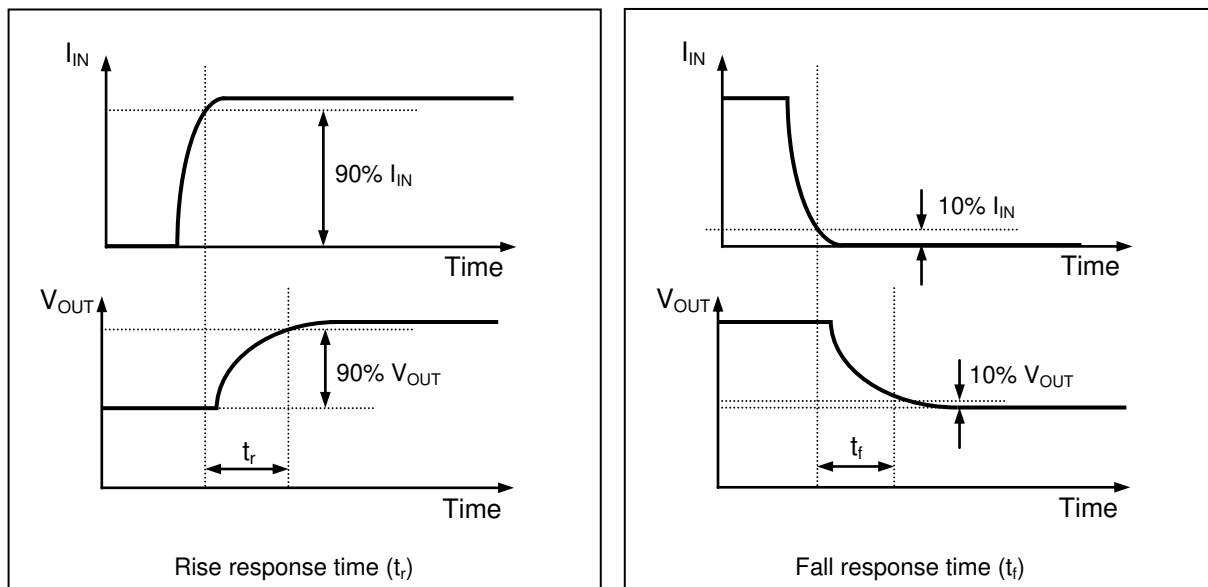 I_IN
90% I_IN
Time
V_OUT
90% V_OUT
t_r
Time
Rise response time (t_r)
I_IN
10% I_IN
Time
V_OUT
10% V_OUT
t_f
Time
Fall response time (t_f)